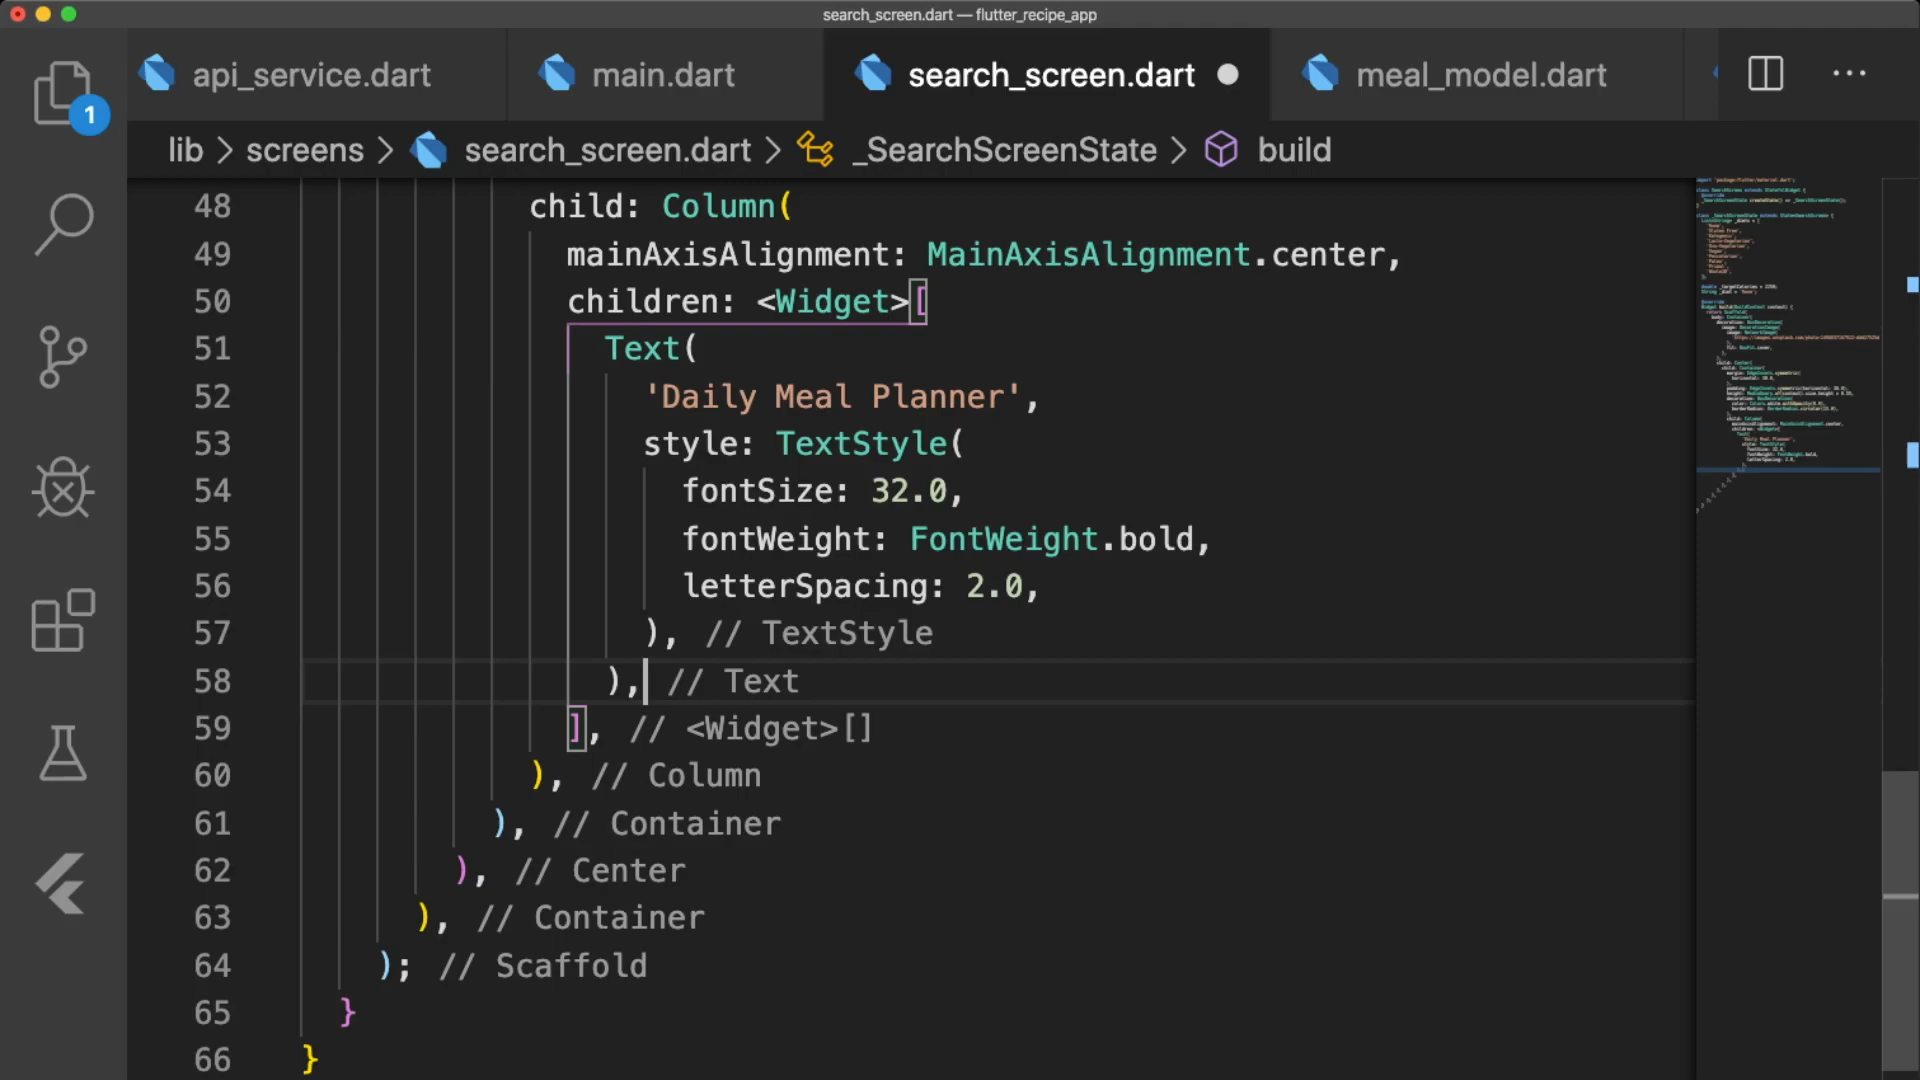 search_screen.dart — flutter_recipe_app
api_service.dart main.dart search_screen.dart meal_model.dart
1
lib > screens > search_screen.dart > _SearchScreenState > build
48 child: Column(
49 mainAxisAlignment: MainAxisAlignment.center,
50 children: <Widget>[
51 Text(
52 'Daily Meal Planner',
53 style: TextStyle(
54 fontSize: 32.0,
55 fontWeight: FontWeight.bold,
56 letterSpacing: 2.0,
57 ), // TextStyle
58 ), // Text
59 ], // <Widget>[]
60 ), // Column
61 ), // Container
62 ), // Center
63 ), // Container
64 ); // Scaffold
65 }
66 }